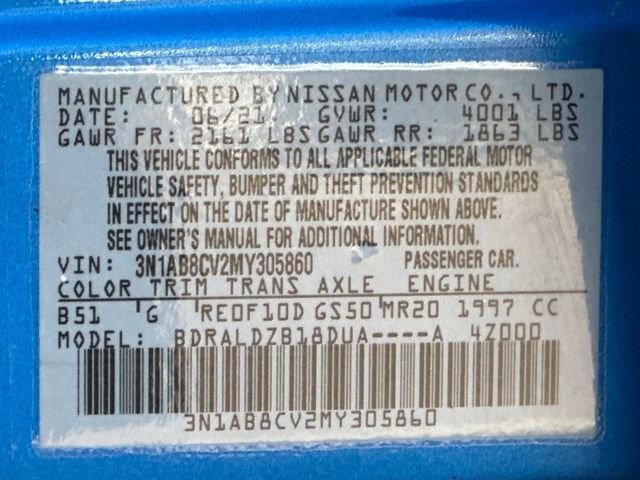 MANUFACTURED BY NISSAN MOTOR CO., LTD.
DATE: 06/21 GVWR: 4001 LBS
GAWR FR: 2161 LBS GAWR RR: 1863 LBS
THIS VEHICLE CONFORMS TO ALL APPLICABLE FEDERAL MOTOR
VEHICLE SAFETY, BUMPER AND THEFT PREVENTION STANDARDS
IN EFFECT ON THE DATE OF MANUFACTURE SHOWN ABOVE.
SEE OWNER'S MANUAL FOR ADDITIONAL INFORMATION.
VIN: 3N1AB8CV2MY305860 PASSENGER CAR.
COLOR TRIM TRANS AXLE ENGINE
B51 G RE0F10D GS50 MR20 1997 CC
MODEL: BDRALDZB18DUA----A 4Z000
3N1AB8CV2MY305860